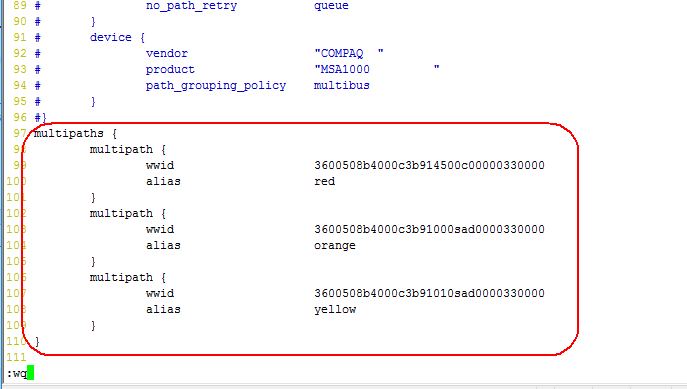 89 #               no_path_retry           queue
90 #       }
91 #       device {
92 #               vendor                  "COMPAQ  "
93 #               product                 "MSA1000         "
94 #               path_grouping_policy    multibus
95 #       }
96 #}
97 multipaths {
98         multipath {
99                 wwid                    3600508b4000c3b914500c00000330000
100                 alias                   red
101         }
102         multipath {
103                 wwid                    3600508b4000c3b91000sad0000330000
104                 alias                   orange
105         }
106         multipath {
107                 wwid                    3600508b4000c3b91010sad0000330000
108                 alias                   yellow
109         }
110 }
111
:wq